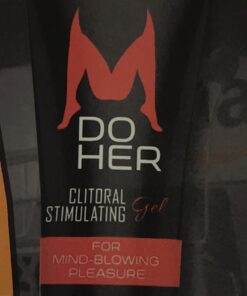 DO
HER
CLITORAL
STIMULATING Gel
FOR
MIND-BLOWING
PLEASURE